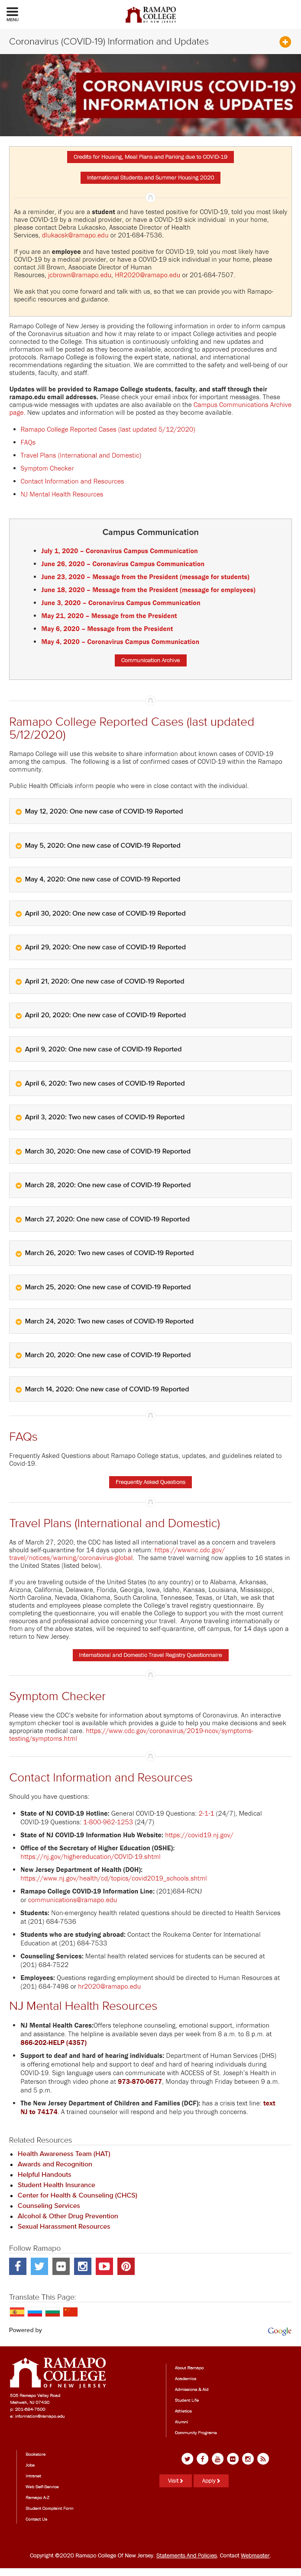 MENU
RAMAPO
COLLEGE
OF NEW JERSEY
Coronavirus (COVID-19) Information and Updates
CORONAVIRUS (COVID-19)
INFORMATION & UPDATES
Credits for Housing, Meal Plans and Parking due to COVID-19
International Students and Summer Housing 2020
As a reminder, if you are a student and have tested positive for COVID-19, told you most likely
have COVID-19 by a medical provider, or have a COVID-19 sick individual in your home,
please contact Debra Lukacsko, Associate Director of Health
Services, dlukacsk@ramapo.edu or 201-684-7536.
If you are an employee and have tested positive for COVID-19, told you most likely have
COVID-19 by a medical provider, or have a COVID-19 sick individual in your home, please
contact Jill Brown, Associate Director of Human
Resources, jcbrown@ramapo.edu, HR2020@ramapo.edu or 201-684-7507.
We ask that you come forward and talk with us, so that we can provide you with Ramapo-
specific resources and guidance.
Ramapo College of New Jersey is providing the following information in order to inform campus
of the Coronavirus situation and how it may relate to or impact College activities and people
connected to the College. This situation is continuously unfolding and new updates and
information will be posted as they become available, according to approved procedures and
protocols. Ramapo College is following the expert state, national, and international
recommendations regarding the situation. We are committed to the safety and well-being of our
students, faculty, and staff.
Updates will be provided to Ramapo College students, faculty, and staff through their
ramapo.edu email addresses. Please check your email inbox for important messages. These
campus-wide messages with updates are also available on the Campus Communications Archive
page. New updates and information will be posted as they become available.
Ramapo College Reported Cases (last updated 5/12/2020)
FAQs
Travel Plans (International and Domestic)
Symptom Checker
Contact Information and Resources
NJ Mental Health Resources
Campus Communication
July 1, 2020 – Coronavirus Campus Communication
June 26, 2020 – Coronavirus Campus Communication
June 23, 2020 – Message from the President (message for students)
June 18, 2020 – Message from the President (message for employees)
June 3, 2020 – Coronavirus Campus Communication
May 21, 2020 – Message from the President
May 6, 2020 – Message from the President
May 4, 2020 – Coronavirus Campus Communication
Communication Archive
Ramapo College Reported Cases (last updated
5/12/2020)
Ramapo College will use this website to share information about known cases of COVID-19
among the campus. The following is a list of confirmed cases of COVID-19 within the Ramapo
community.
Public Health Officials inform people who were in close contact with the individual.
May 12, 2020: One new case of COVID-19 Reported
May 5, 2020: One new case of COVID-19 Reported
May 4, 2020: One new case of COVID-19 Reported
April 30, 2020: One new case of COVID-19 Reported
April 29, 2020: One new case of COVID-19 Reported
April 21, 2020: One new case of COVID-19 Reported
April 20, 2020: One new case of COVID-19 Reported
April 9, 2020: One new case of COVID-19 Reported
April 6, 2020: Two new cases of COVID-19 Reported
April 3, 2020: Two new cases of COVID-19 Reported
March 30, 2020: One new case of COVID-19 Reported
March 28, 2020: One new case of COVID-19 Reported
March 27, 2020: One new case of COVID-19 Reported
March 26, 2020: Two new cases of COVID-19 Reported
March 25, 2020: One new case of COVID-19 Reported
March 24, 2020: Two new cases of COVID-19 Reported
March 20, 2020: One new case of COVID-19 Reported
March 14, 2020: One new case of COVID-19 Reported
FAQs
Frequently Asked Questions about Ramapo College status, updates, and guidelines related to
Covid-19.
Frequently Asked Questions
Travel Plans (International and Domestic)
As of March 27, 2020, the CDC has listed all international travel as a concern and travelers
should self-quarantine for 14 days upon a return: https://wwwnc.cdc.gov/
travel/notices/warning/coronavirus-global. The same travel warning now applies to 16 states in
the United States (listed below).
If you are traveling outside of the United States (to any country) or to Alabama, Arkansas,
Arizona, California, Delaware, Florida, Georgia, Iowa, Idaho, Kansas, Louisiana, Mississippi,
North Carolina, Nevada, Oklahoma, South Carolina, Tennessee, Texas, or Utah, we ask that
students and employees please complete the College's travel registry questionnaire. By
completing the questionnaire, you will enable the College to support you with the most current
resources and professional advice concerning your travel. Anyone traveling internationally or
from any of the above states, will be required to self-quarantine, off campus, for 14 days upon a
return to New Jersey.
International and Domestic Travel Registry Questionnaire
Symptom Checker
Please view the CDC's website for information about symptoms of Coronavirus. An interactive
symptom checker tool is available which provides a guide to help you make decisions and seek
appropriate medical care. https://www.cdc.gov/coronavirus/2019-ncov/symptoms-
testing/symptoms.html
Contact Information and Resources
Should you have questions:
State of NJ COVID-19 Hotline: General COVID-19 Questions: 2-1-1 (24/7), Medical
COVID-19 Questions: 1-800-962-1253 (24/7)
State of NJ COVID-19 Information Hub Website: https://covid19.nj.gov/
Office of the Secretary of Higher Education (OSHE):
https://nj.gov/highereducation/COVID-19.shtml
New Jersey Department of Health (DOH):
https://www.nj.gov/health/cd/topics/covid2019_schools.shtml
Ramapo College COVID-19 Information Line: (201)684-RCNJ
or communications@ramapo.edu
Students: Non-emergency health related questions should be directed to Health Services
at (201) 684-7536
Students who are studying abroad: Contact the Roukema Center for International
Education at (201) 684-7533
Counseling Services: Mental health related services for students can be secured at
(201) 684-7522
Employees: Questions regarding employment should be directed to Human Resources at
(201) 684-7498 or hr2020@ramapo.edu
NJ Mental Health Resources
NJ Mental Health Cares:Offers telephone counseling, emotional support, information
and assistance. The helpline is available seven days per week from 8 a.m. to 8 p.m. at
866-202-HELP (4357)
Support to deaf and hard of hearing individuals: Department of Human Services (DHS)
is offering emotional help and support to deaf and hard of hearing individuals during
COVID-19. Sign language users can communicate with ACCESS of St. Joseph's Health in
Paterson through video phone at 973-870-0677, Monday through Friday between 9 a.m.
and 5 p.m.
The New Jersey Department of Children and Families (DCF): has a crisis text line: text
NJ to 74174. A trained counselor will respond and help you through concerns.
Related Resources
Health Awareness Team (HAT)
Awards and Recognition
Helpful Handouts
Student Health Insurance
Center for Health & Counseling (CHCS)
Counseling Services
Alcohol & Other Drug Prevention
Sexual Harassment Resources
Follow Ramapo
Translate This Page:
Powered by Google
RAMAPO
COLLEGE
OF NEW JERSEY
505 Ramapo Valley Road
Mahwah, NJ 07430
p: 201-684-7500
e: information@ramapo.edu
About Ramapo
Academics
Admissions & Aid
Student Life
Athletics
Alumni
Community Programs
Bookstore
Jobs
Intranet
Web Self-Service
Ramapo A-Z
Student Complaint Form
Contact Us
Visit
Apply
Copyright ©2020 Ramapo College Of New Jersey. Statements And Policies. Contact Webmaster.